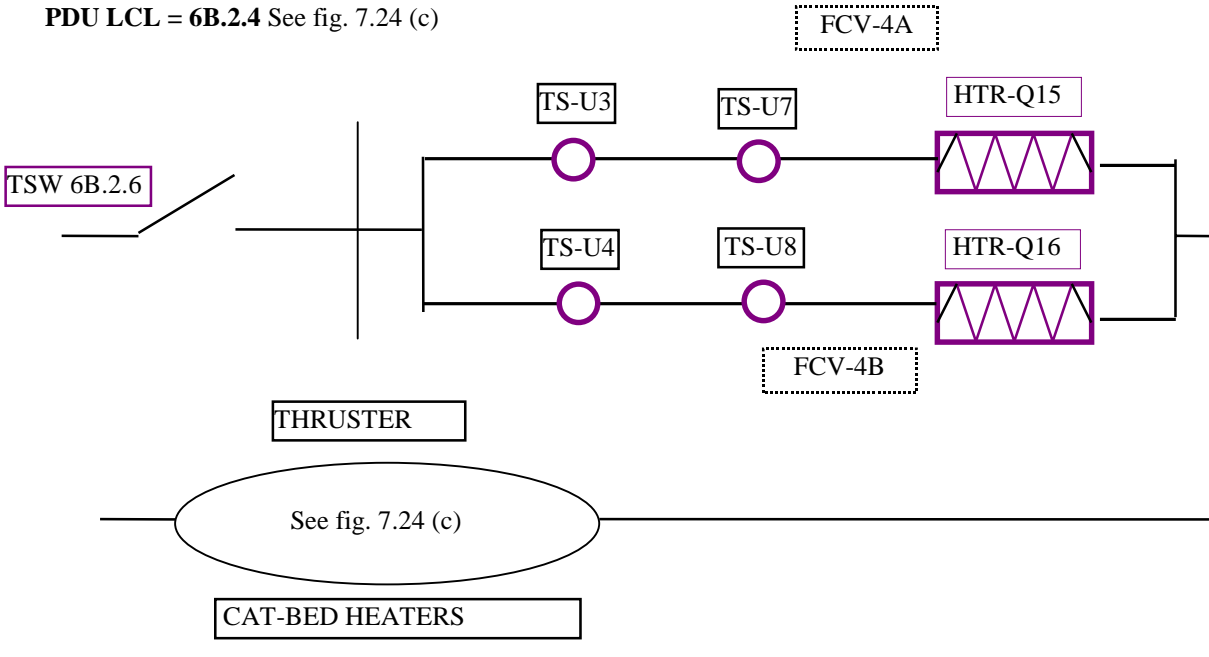 PDU LCL = 6B.2.4 See fig. 7.24 (c)
FCV-4A
TS-U3
TS-U7
HTR-Q15
TSW 6B.2.6
TS-U4
TS-U8
HTR-Q16
FCV-4B
THRUSTER
See fig. 7.24 (c)
CAT-BED HEATERS